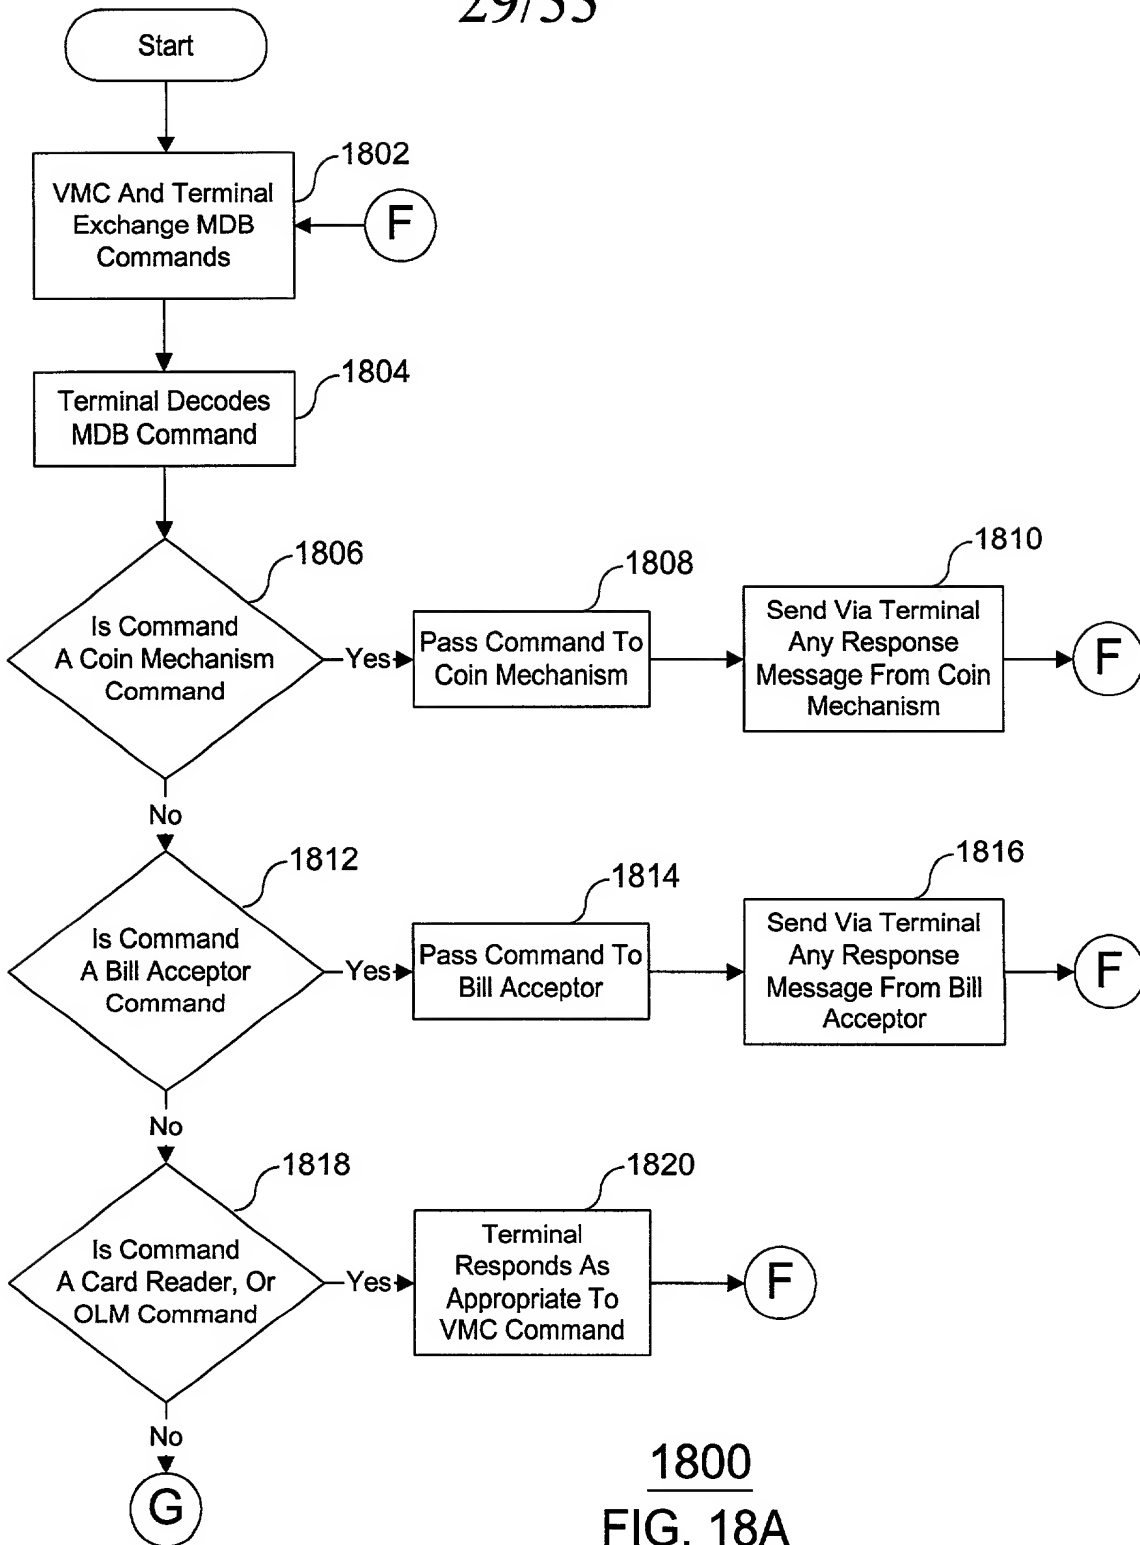 29/55
Start
1802
VMC And Terminal
Exchange MDB
Commands
F
1804
Terminal Decodes
MDB Command
1806
Is Command
A Coin Mechanism
Command
Yes
1808
Pass Command To
Coin Mechanism
1810
Send Via Terminal
Any Response
Message From Coin
Mechanism
F
No
1812
Is Command
A Bill Acceptor
Command
Yes
1814
Pass Command To
Bill Acceptor
1816
Send Via Terminal
Any Response
Message From Bill
Acceptor
F
No
1818
Is Command
A Card Reader, Or
OLM Command
Yes
1820
Terminal
Responds As
Appropriate To
VMC Command
F
No
G
1800
FIG. 18A